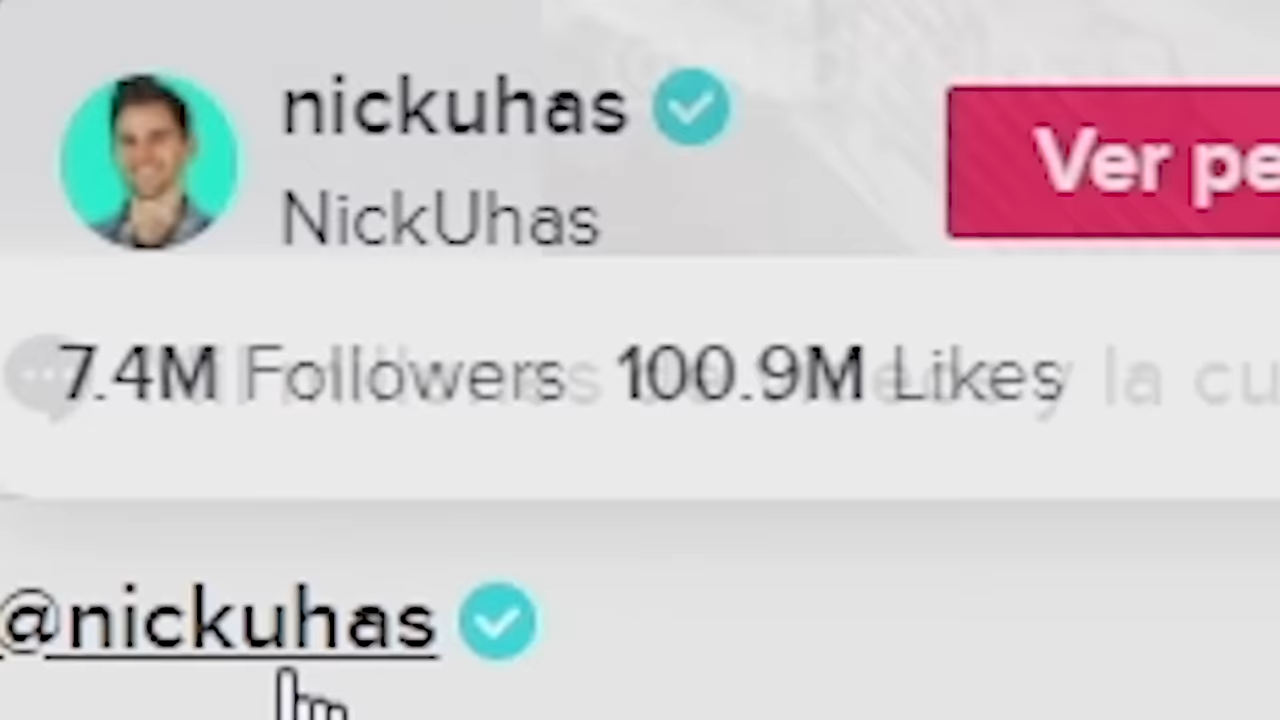 nickuhas
Ver pe
NickUhas
7.4M Followers 100.9M Likes
la cu
@nickuhas